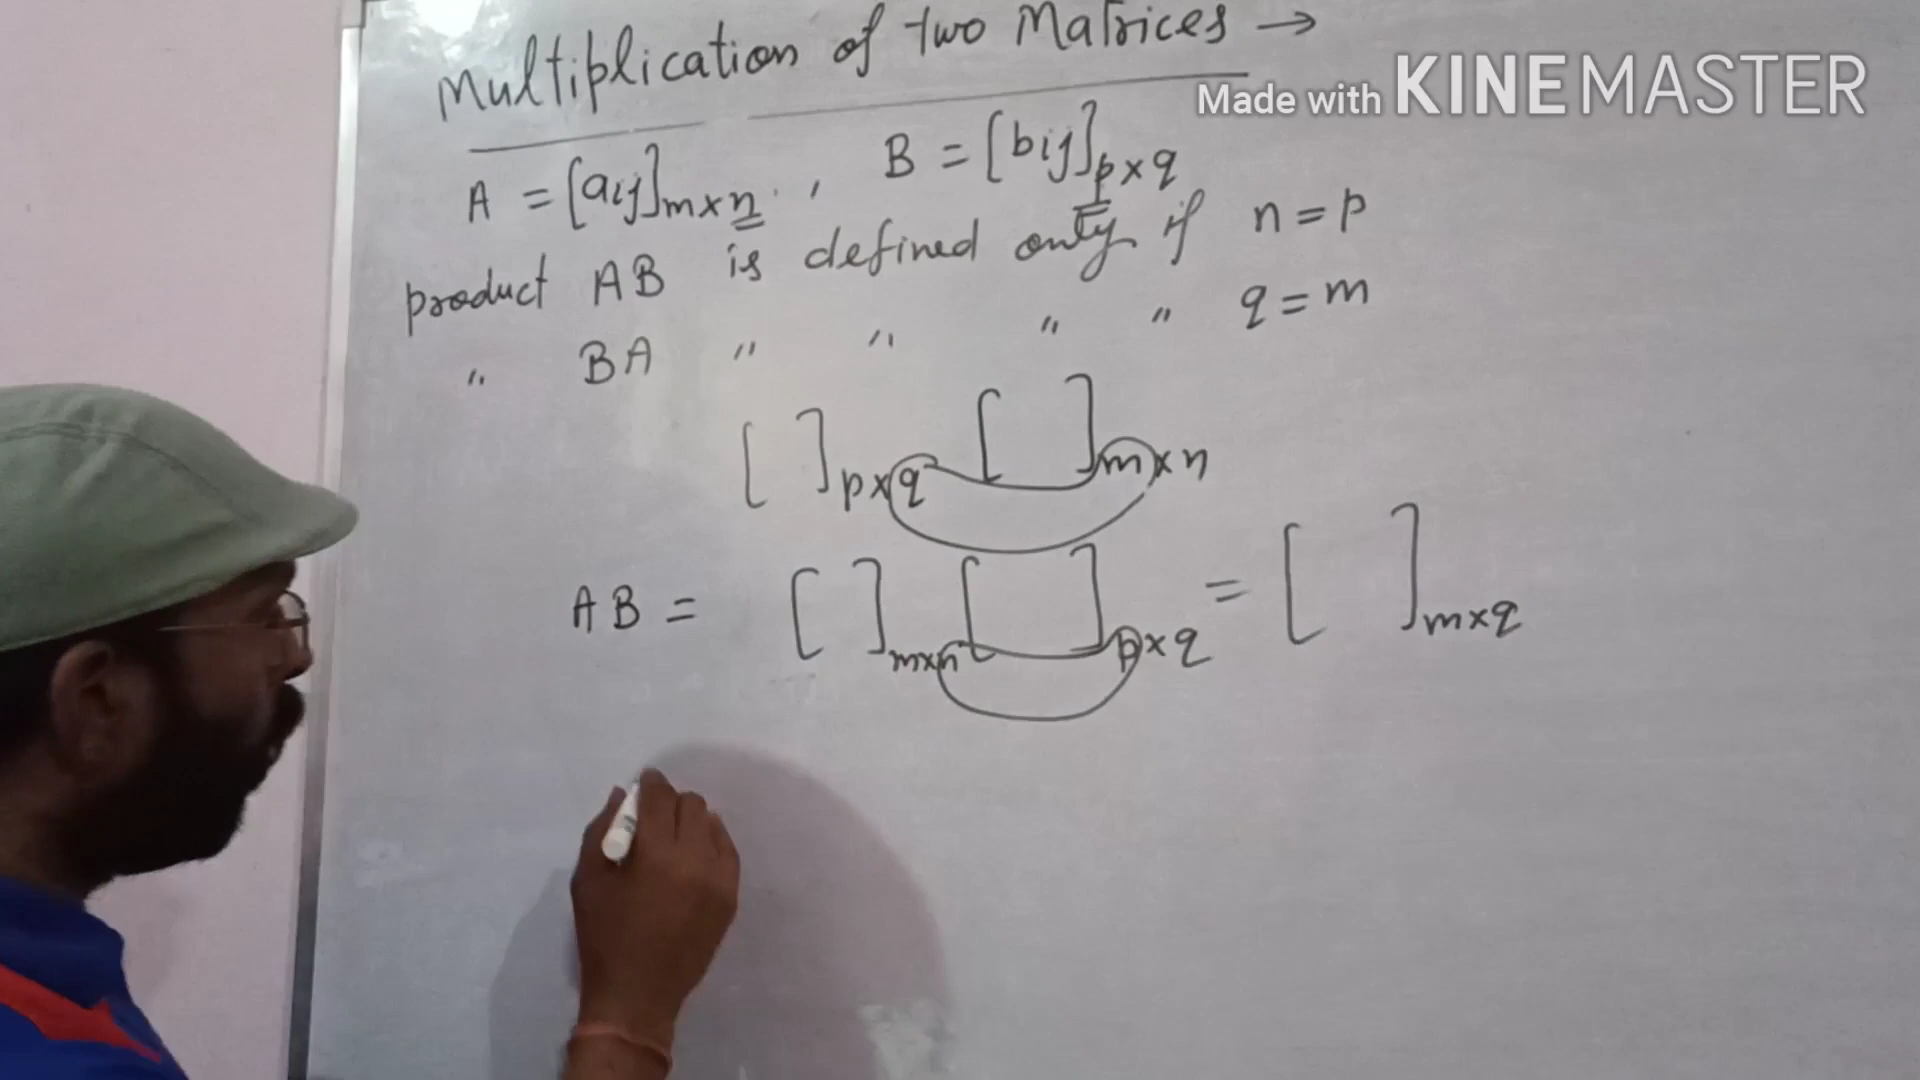 Multiplication of two Matrices →
Made with KINEMASTER
A = [aij]m×n , B = [bij]p×q
product AB is defined only if n = p
" BA " " " " q = m
[ ]p×q [ ]m×n
AB = [ ]m×n [ ]p×q = [ ]m×q